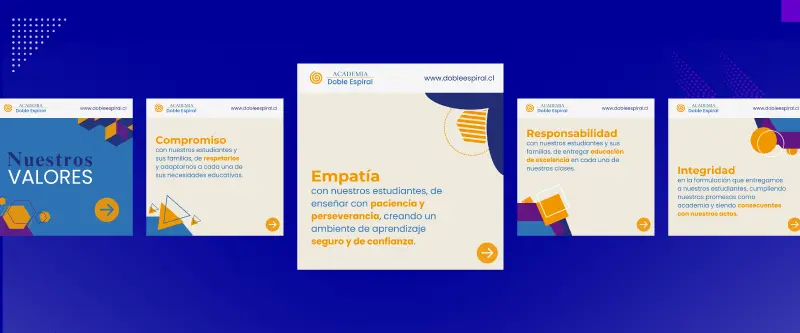 ACADEMIA
Doble Espiral
www.dobleespiral.cl
Nuestros
VALORES
ACADEMIA
Doble Espiral
www.dobleespiral.cl
Compromiso
con nuestros estudiantes y
sus familias, de respetarlos
y adaptarnos a cada una de
sus necesidades educativas.
ACADEMIA
Doble Espiral
www.dobleespiral.cl
Empatía
con nuestros estudiantes, de
enseñar con paciencia y
perseverancia, creando un
ambiente de aprendizaje
seguro y de confianza.
ACADEMIA
Doble Espiral
www.dobleespiral.cl
Responsabilidad
con nuestros estudiantes y sus
familias, de entregar educación
de excelencia en cada una de
nuestros clases.
ACADEMIA
Doble Espiral
www.dobleespiral.cl
Integridad
en la formulación que entregamos
a nuestros estudiantes, cumpliendo
nuestros promesas como
academia y siendo consecuentes
con nuestros actos.